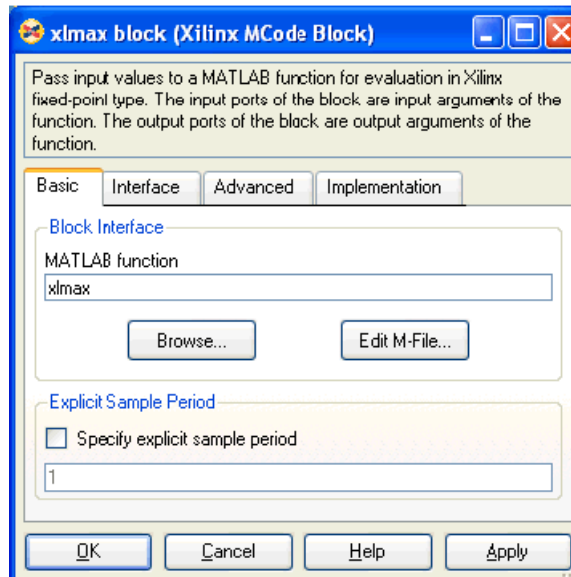 xlmax block (Xilinx MCode Block)
Pass input values to a MATLAB function for evaluation in Xilinx
fixed-point type. The input ports of the block are input arguments of the
function. The output ports of the block are output arguments of the
function.
Basic Interface Advanced Implementation
Block Interface
MATLAB function
xlmax
Browse... Edit M-File...
Explicit Sample Period
Specify explicit sample period
1
OK Cancel Help Apply